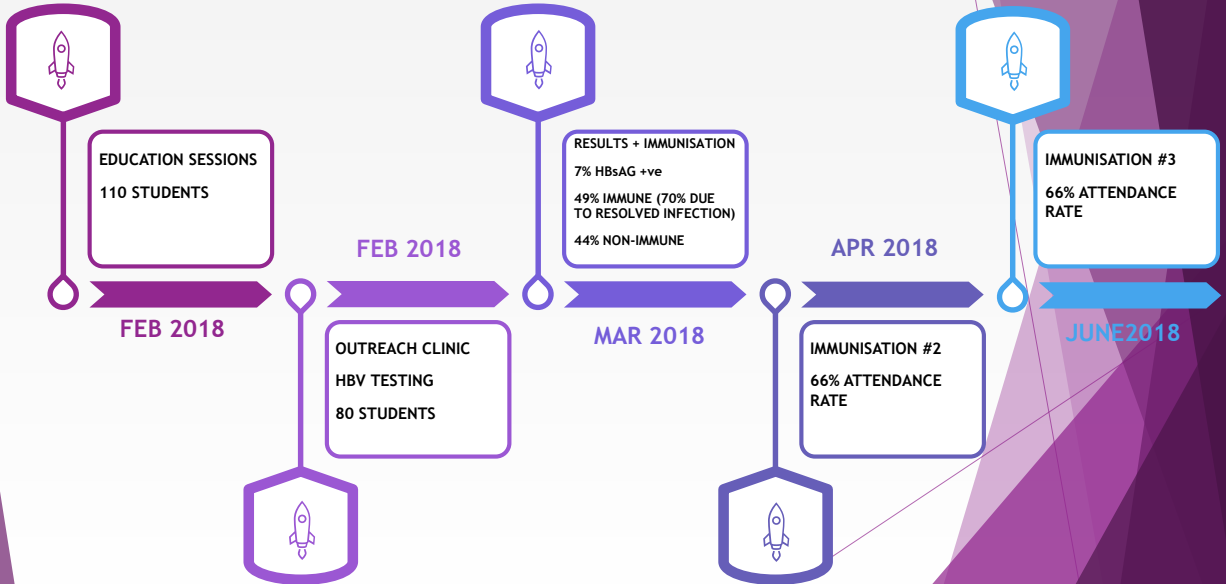 EDUCATION SESSIONS
110 STUDENTS
FEB 2018
FEB 2018
OUTREACH CLINIC
HBV TESTING
80 STUDENTS
RESULTS + IMMUNISATION
7% HBsAG +ve
49% IMMUNE (70% DUE
TO RESOLVED INFECTION)
44% NON-IMMUNE
MAR 2018
APR 2018
IMMUNISATION #2
66% ATTENDANCE
RATE
IMMUNISATION #3
66% ATTENDANCE
RATE
JUNE2018